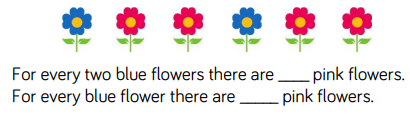 For every two blue flowers there are ____ pink flowers.
For every blue flower there are _____ pink flowers.